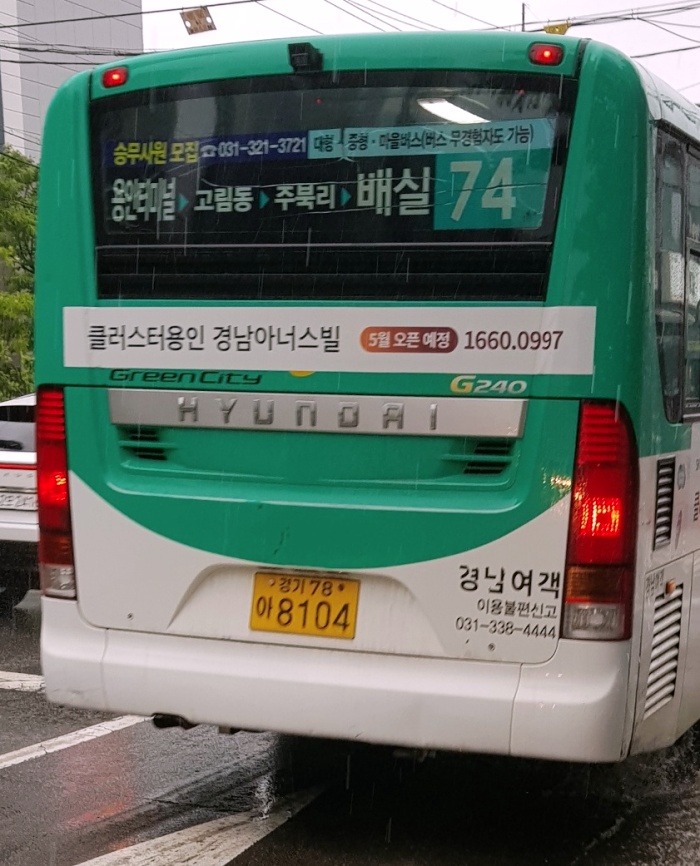 승무사원 모집 ☎031-321-3721 대형·중형·마을버스(버스 무경험자도 가능)
용인터미널 ▶ 고림동 ▶ 주북리 ▶ 배실 74
클러스터용인 경남아너스빌 5월 오픈 예정 1660.0997
GreenCity G240
HYUNDAI
경기 78
아8104
경남여객
이용불편신고
031-338-4444